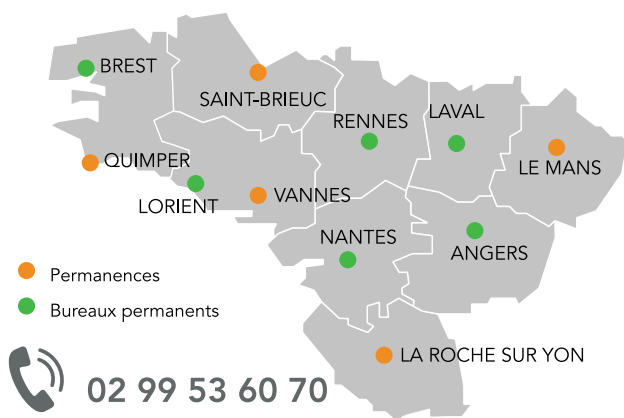 BREST
SAINT-BRIEUC
RENNES
LAVAL
QUIMPER
LE MANS
LORIENT
VANNES
NANTES
ANGERS
Permanences
Bureaux permanents
LA ROCHE SUR YON
02 99 53 60 70